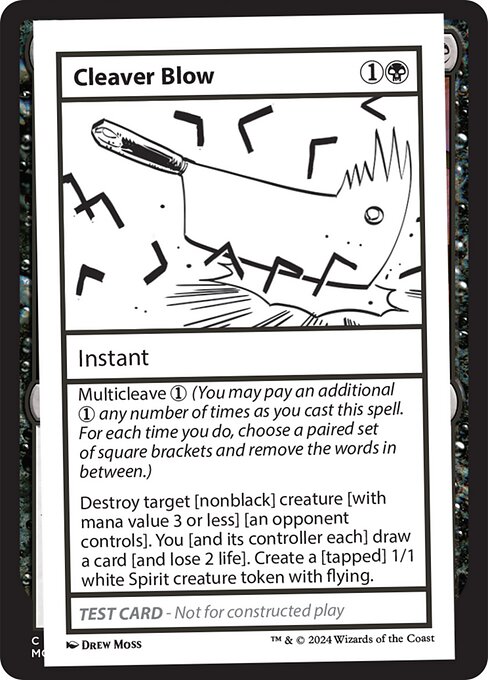 Cleaver Blow 1
Instant
Multicleave 1 (You may pay an additional
1 any number of times as you cast this spell.
For each time you do, choose a paired set
of square brackets and remove the words in
between.)
Destroy target [nonblack] creature [with
mana value 3 or less] [an opponent
controls]. You [and its controller each] draw
a card [and lose 2 life]. Create a [tapped] 1/1
white Spirit creature token with flying.
TEST CARD - Not for constructed play
C
DREW MOSS ™ & © 2024 Wizards of the Coast